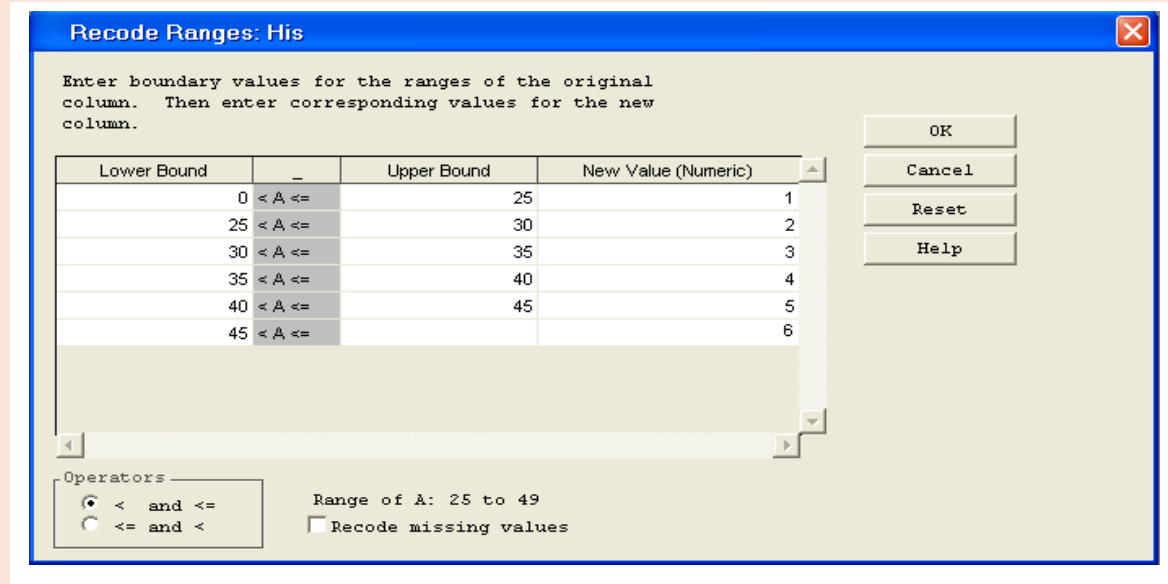 Recode Ranges: His
Enter boundary values for the ranges of the original
column. Then enter corresponding values for the new
column.
OK
Cancel
Reset
Help
Lower Bound _ Upper Bound New Value (Numeric)
0 < A <= 25 1
25 < A <= 30 2
30 < A <= 35 3
35 < A <= 40 4
40 < A <= 45 5
45 < A <= 6
Operators
< and <=
<= and <
Range of A: 25 to 49
Recode missing values